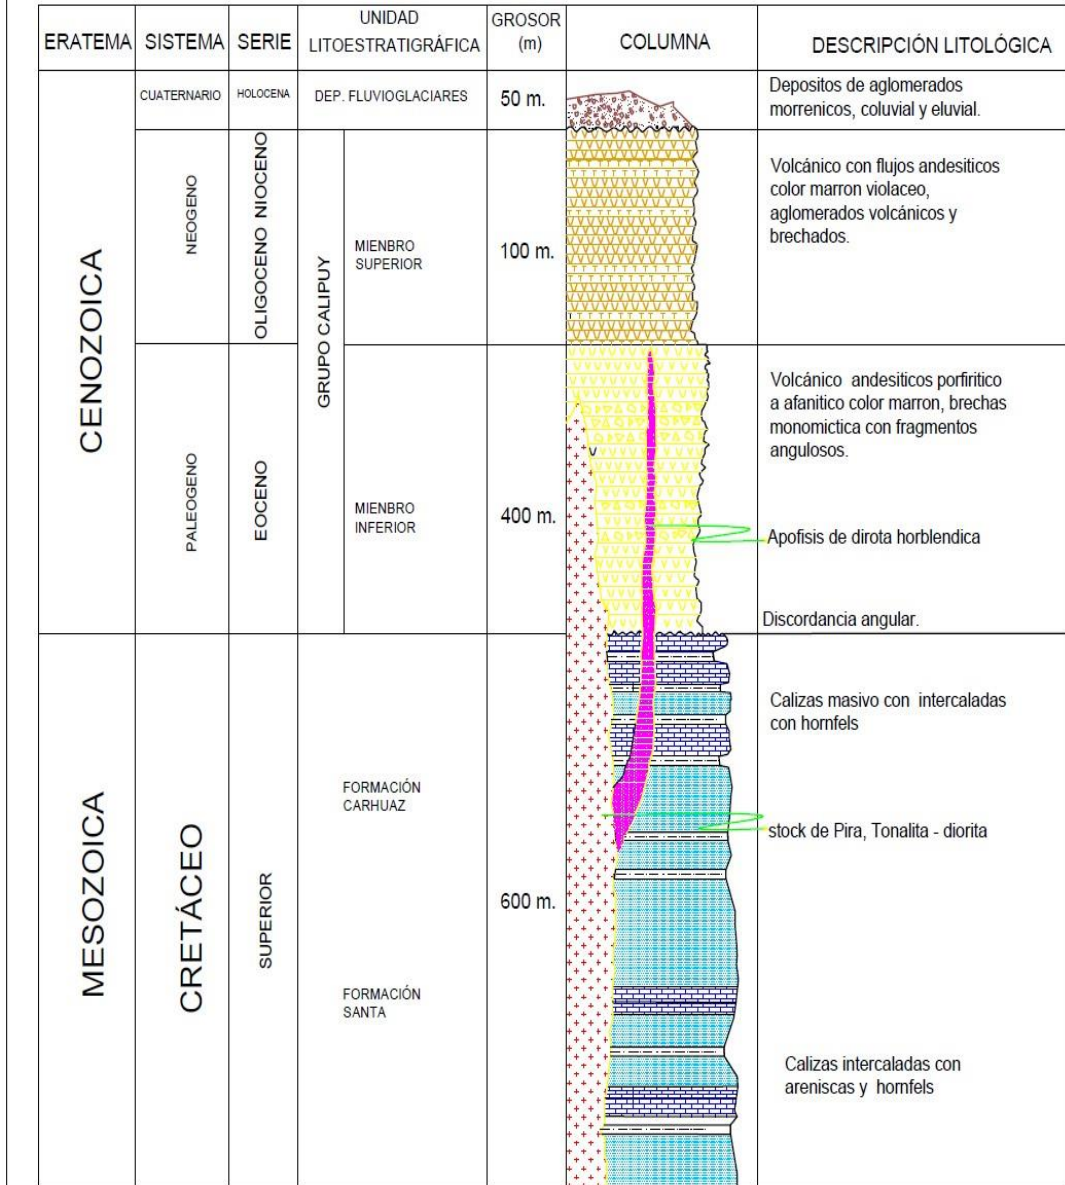 ERATEMA
SISTEMA
SERIE
UNIDAD
LITOESTRATIGRÁFICA
GROSOR
(m)
COLUMNA
DESCRIPCIÓN LITOLÓGICA
CENOZOICA
CUATERNARIO
HOLOCENA
DEP. FLUVIOGLACIARES
50 m.
Depositos de aglomerados
morrenicos, coluvial y eluvial.
NEOGENO
OLIGOCENO NIOCENO
GRUPO CALIPUY
MIENBRO
SUPERIOR
100 m.
Volcánico con flujos andesiticos
color marron violaceo,
aglomerados volcánicos y
brechados.
PALEOGENO
EOCENO
MIENBRO
INFERIOR
400 m.
Volcánico andesiticos porfiritico
a afanitico color marron, brechas
monomictica con fragmentos
angulosos.
Apofisis de dirota horblendica
Discordancia angular.
MESOZOICA
CRETÁCEO
SUPERIOR
FORMACIÓN
CARHUAZ
FORMACIÓN
SANTA
600 m.
Calizas masivo con intercaladas
con hornfels
stock de Pira, Tonalita - diorita
Calizas intercaladas con
areniscas y hornfels